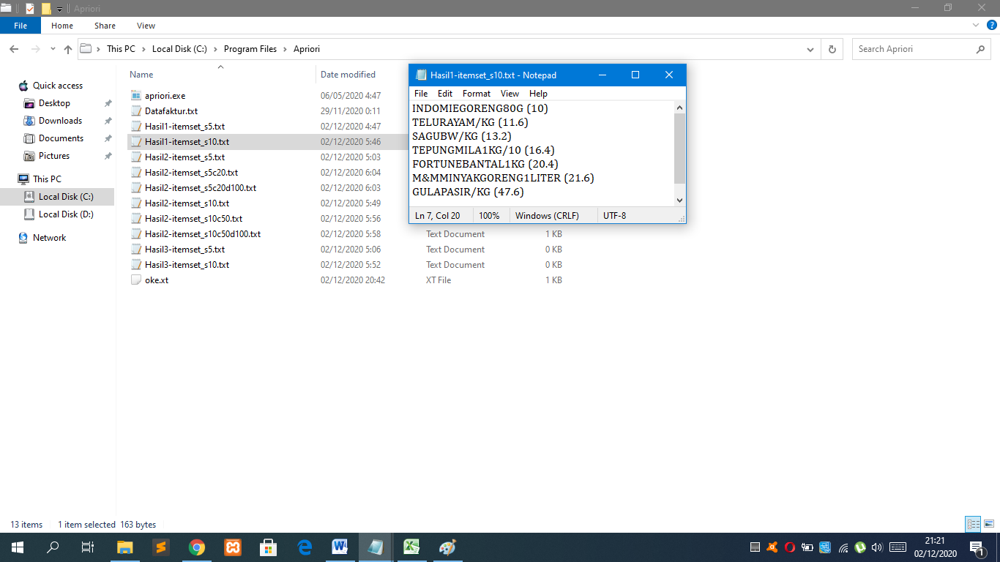 Apriori
File Home Share View
This PC Local Disk (C:) Program Files Apriori
Search Apriori
Name Date modified
Quick access
Desktop
Downloads
Documents
Pictures
This PC
Local Disk (C:)
Local Disk (D:)
Network
apriori.exe 06/05/2020 4:47
Datafaktur.txt 29/11/2020 0:11
Hasil1-itemset_s5.txt 02/12/2020 4:47
Hasil1-itemset_s10.txt 02/12/2020 5:46
Hasil2-itemset_s5.txt 02/12/2020 5:03
Hasil2-itemset_s5c20.txt 02/12/2020 6:04
Hasil2-itemset_s5c20d100.txt 02/12/2020 6:03
Hasil2-itemset_s10.txt 02/12/2020 5:49
Hasil2-itemset_s10c50.txt 02/12/2020 5:56
Hasil2-itemset_s10c50d100.txt 02/12/2020 5:58 Text Document 1 KB
Hasil3-itemset_s5.txt 02/12/2020 5:06 Text Document 0 KB
Hasil3-itemset_s10.txt 02/12/2020 5:52 Text Document 0 KB
oke.xt 02/12/2020 20:42 XT File 1 KB
Hasil1-itemset_s10.txt - Notepad
File Edit Format View Help
INDOMIEGORENG80G (10)
TELURAYAM/KG (11.6)
SAGUBW/KG (13.2)
TEPUNGMILA1KG/10 (16.4)
FORTUNEBANTAL1KG (20.4)
M&MMINYAKGORENG1LITER (21.6)
GULAPASIR/KG (47.6)
Ln 7, Col 20 100% Windows (CRLF) UTF-8
13 items 1 item selected 163 bytes
21:21
02/12/2020
1